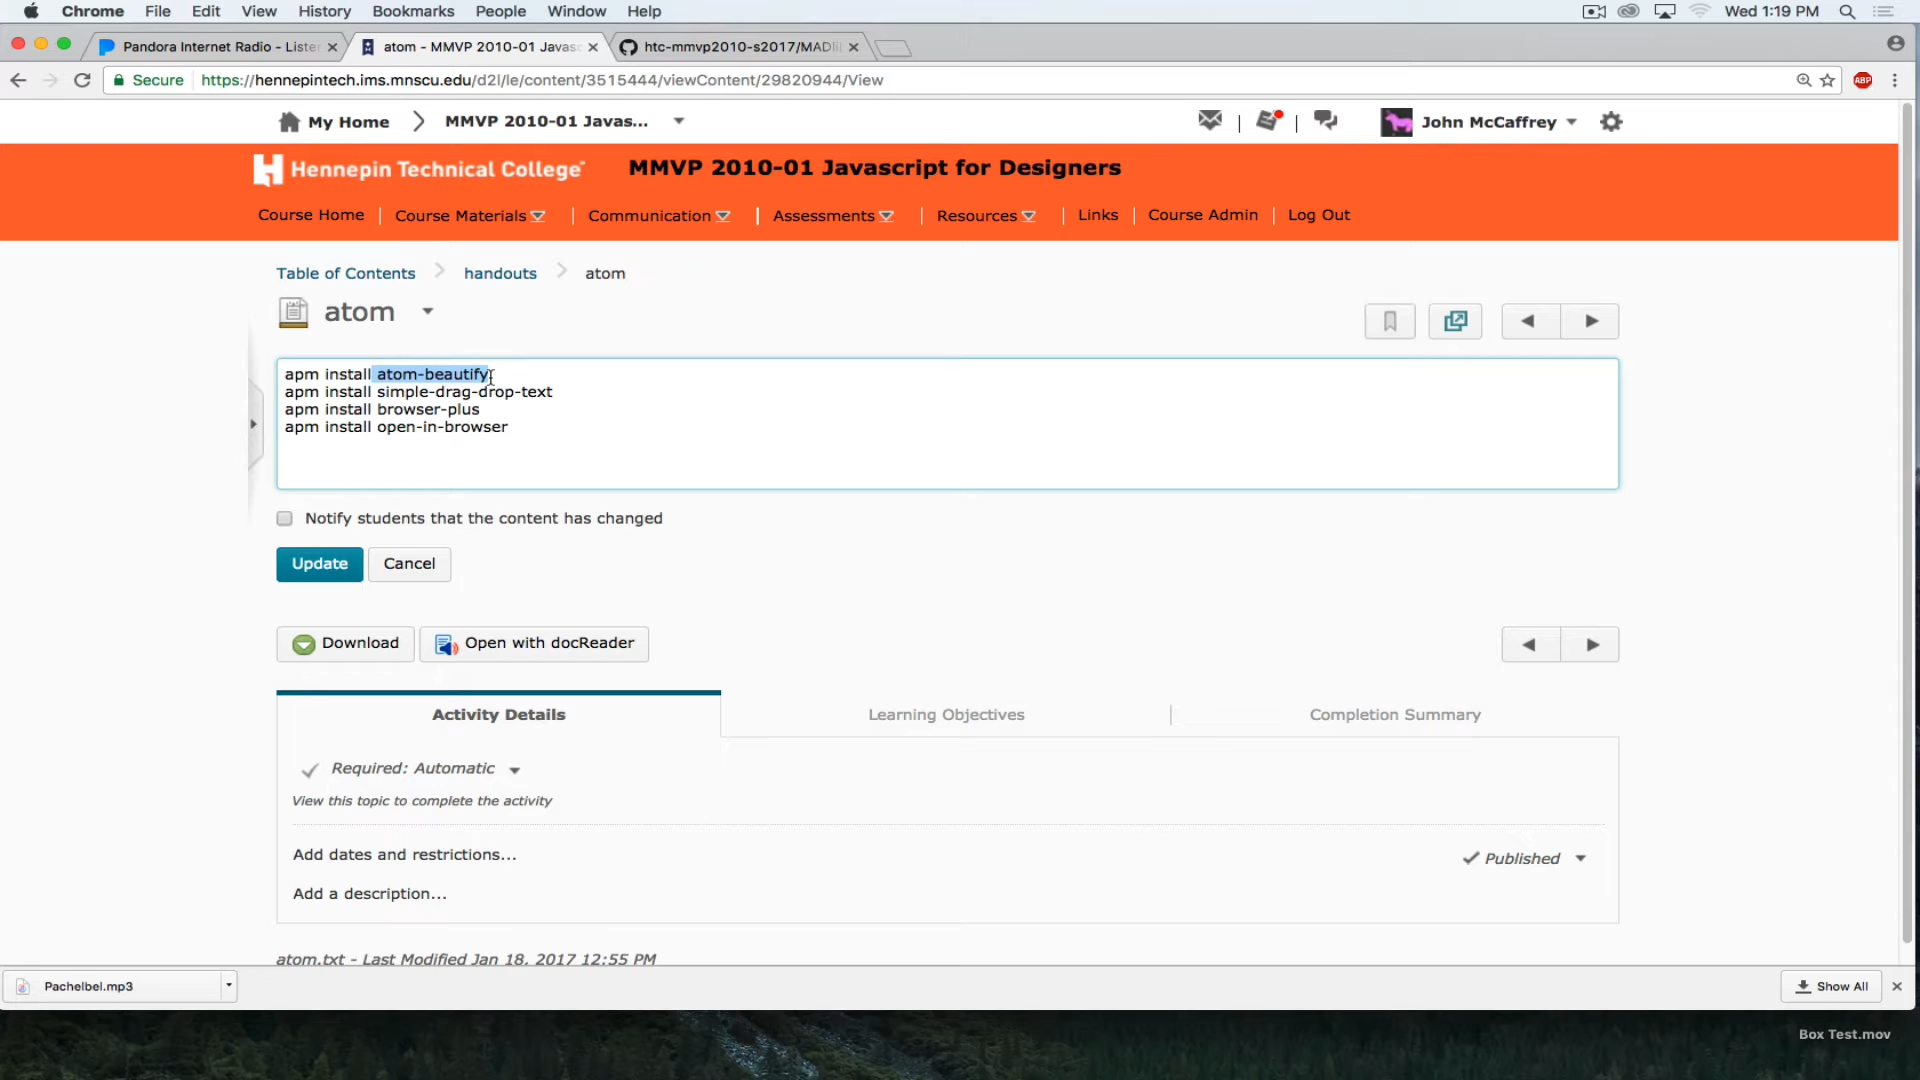 Chrome File Edit View History Bookmarks People Window Help Wed 1:19 PM
Pandora Internet Radio - Lister atom - MMVP 2010-01 Javasc htc-mmvp2010-s2017/MADli
Secure https://hennepintech.ims.mnscu.edu/d2l/le/content/3515444/viewContent/29820944/View ABP
My Home MMVP 2010-01 Javas... John McCaffrey
Hennepin Technical College MMVP 2010-01 Javascript for Designers
Course Home Course Materials Communication Assessments Resources Links Course Admin Log Out
Table of Contents handouts atom
atom
apm install atom-beautify
apm install simple-drag-drop-text
apm install browser-plus
apm install open-in-browser
Notify students that the content has changed
Update Cancel
Download Open with docReader
Activity Details Learning Objectives Completion Summary
Required: Automatic
View this topic to complete the activity
Add dates and restrictions...
Published
Add a description...
atom.txt - Last Modified Jan 18, 2017 12:55 PM
Pachelbel.mp3 Show All
Box Test.mov